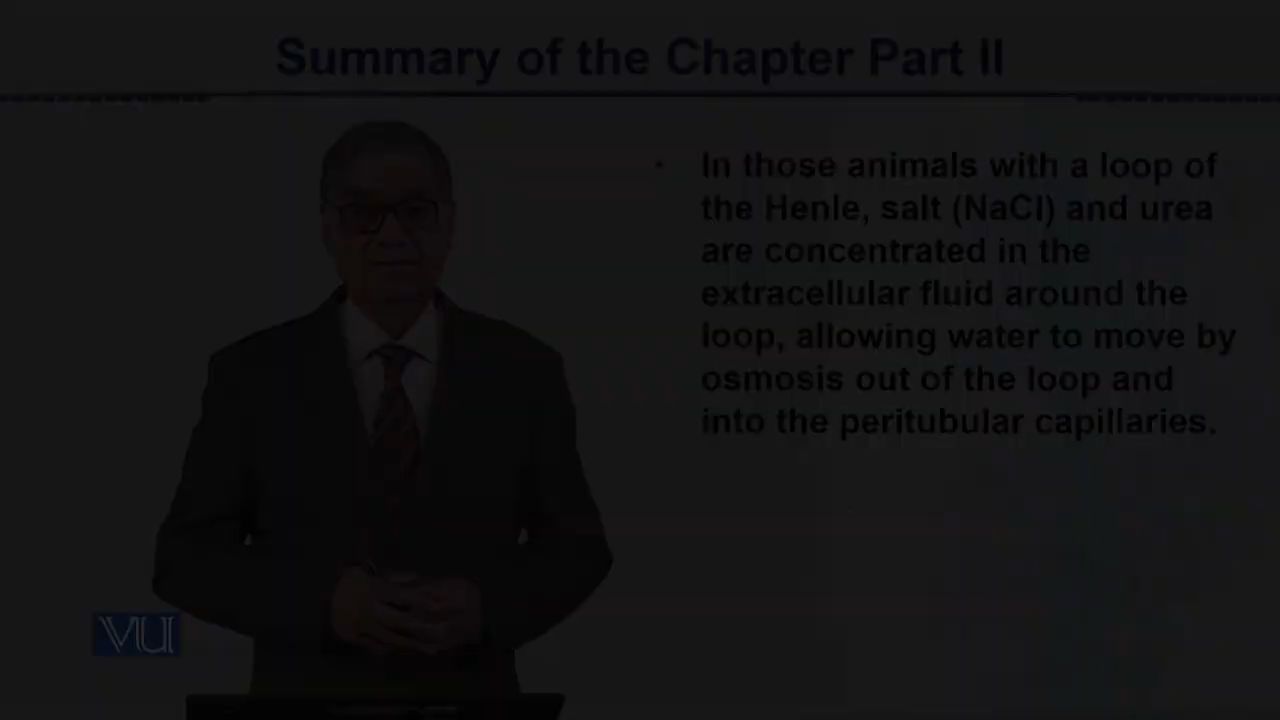 Summary of the Chapter Part II
• In those animals with a loop of
the Henle, salt (NaCl) and urea
are concentrated in the
extracellular fluid around the
loop, allowing water to move by
osmosis out of the loop and
into the peritubular capillaries.
VU